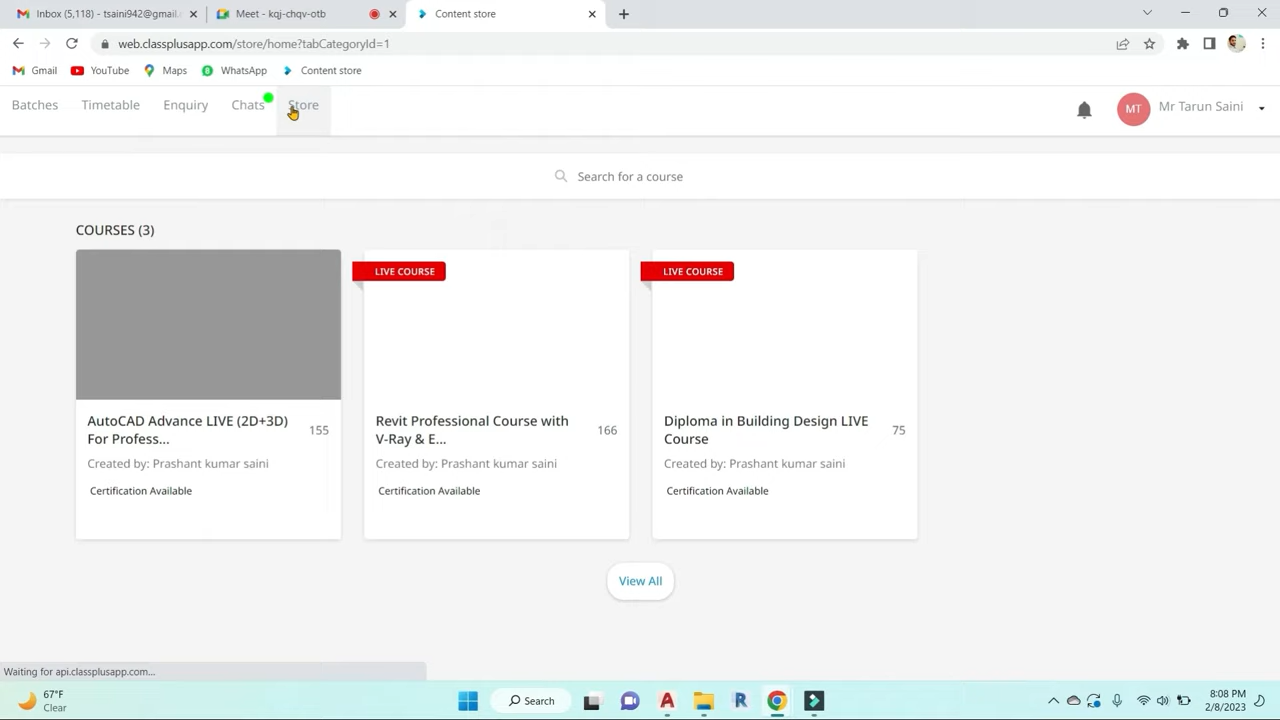 Inbox (5,118) - tsaini942@gmail.
Meet - kqj-chqv-otb
Content store
web.classplusapp.com/store/home?tabCategoryId=1
Gmail
YouTube
Maps
WhatsApp
Content store
Batches
Timetable
Enquiry
Chats
Store
MT
Mr Tarun Saini
Search for a course
COURSES (3)
LIVE COURSE
LIVE COURSE
AutoCAD Advance LIVE (2D+3D)
For Profess...
155
Created by: Prashant kumar saini
Certification Available
Revit Professional Course with
V-Ray & E...
166
Created by: Prashant kumar saini
Certification Available
Diploma in Building Design LIVE
Course
75
Created by: Prashant kumar saini
Certification Available
View All
Waiting for api.classplusapp.com...
67°F
Clear
Search
8:08 PM
2/8/2023